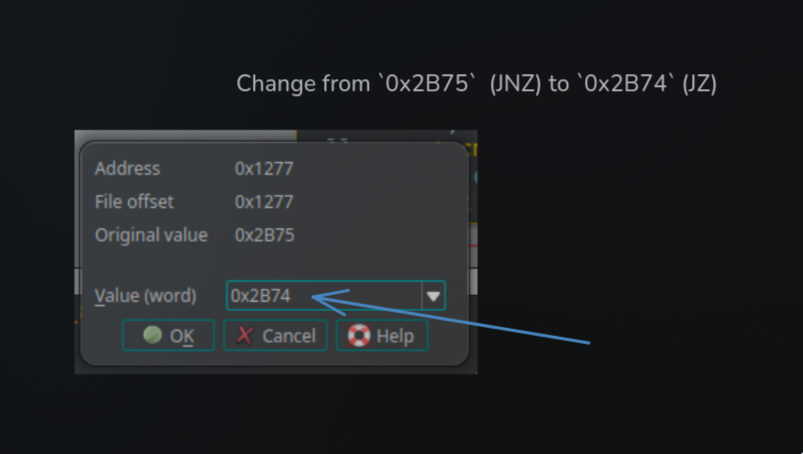 Change from `0x2B75` (JNZ) to `0x2B74` (JZ)
Address 0x1277
File offset 0x1277
Original value 0x2B75
Value (word) 0x2B74
OK Cancel Help